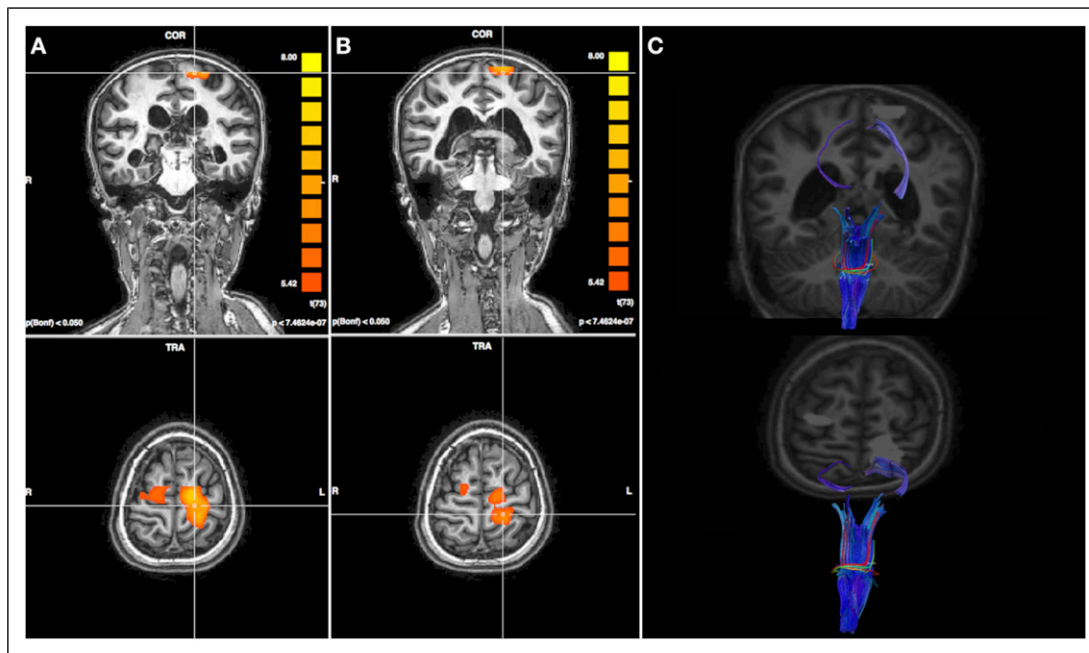 A
COR
8.00
R
L
5.42
t(73)
p(Bonf) < 0.050
p < 7.4624e-07
TRA
R
L
B
COR
8.00
R
L
5.42
t(73)
p(Bonf) < 0.050
p < 7.4624e-07
TRA
R
L
C